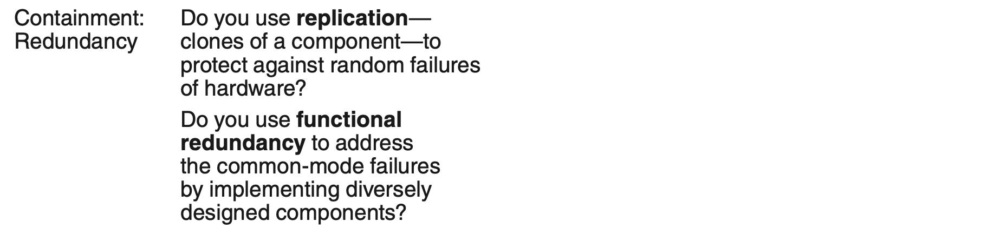 Containment:
Redundancy
Do you use replication—
clones of a component—to
protect against random failures
of hardware?
Do you use functional
redundancy to address
the common-mode failures
by implementing diversely
designed components?